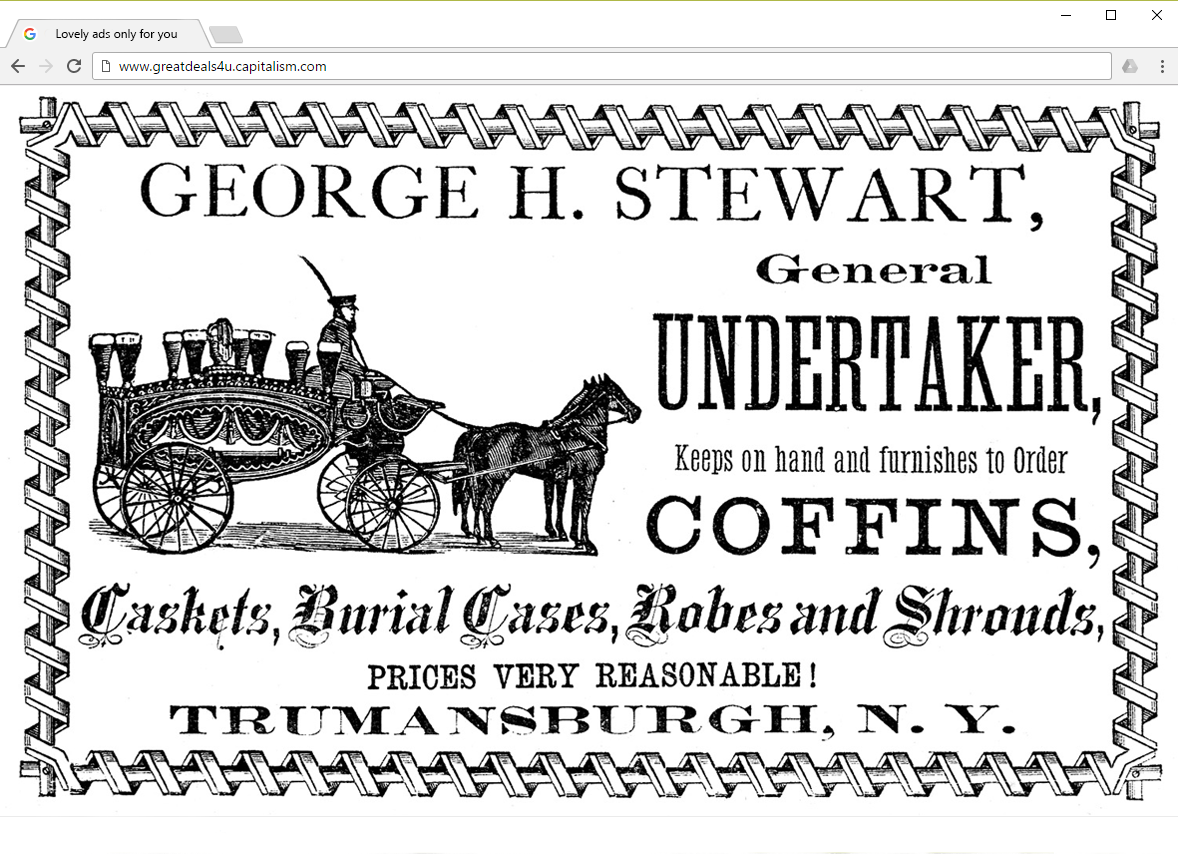 Lovely ads only for you
www.greatdeals4u.capitalism.com
GEORGE H. STEWART,
General
UNDERTAKER,
Keeps on hand and furnishes to Order
COFFINS,
Caskets, Burial Cases, Robes and Shrouds,
PRICES VERY REASONABLE!
TRUMANSBURGH, N. Y.